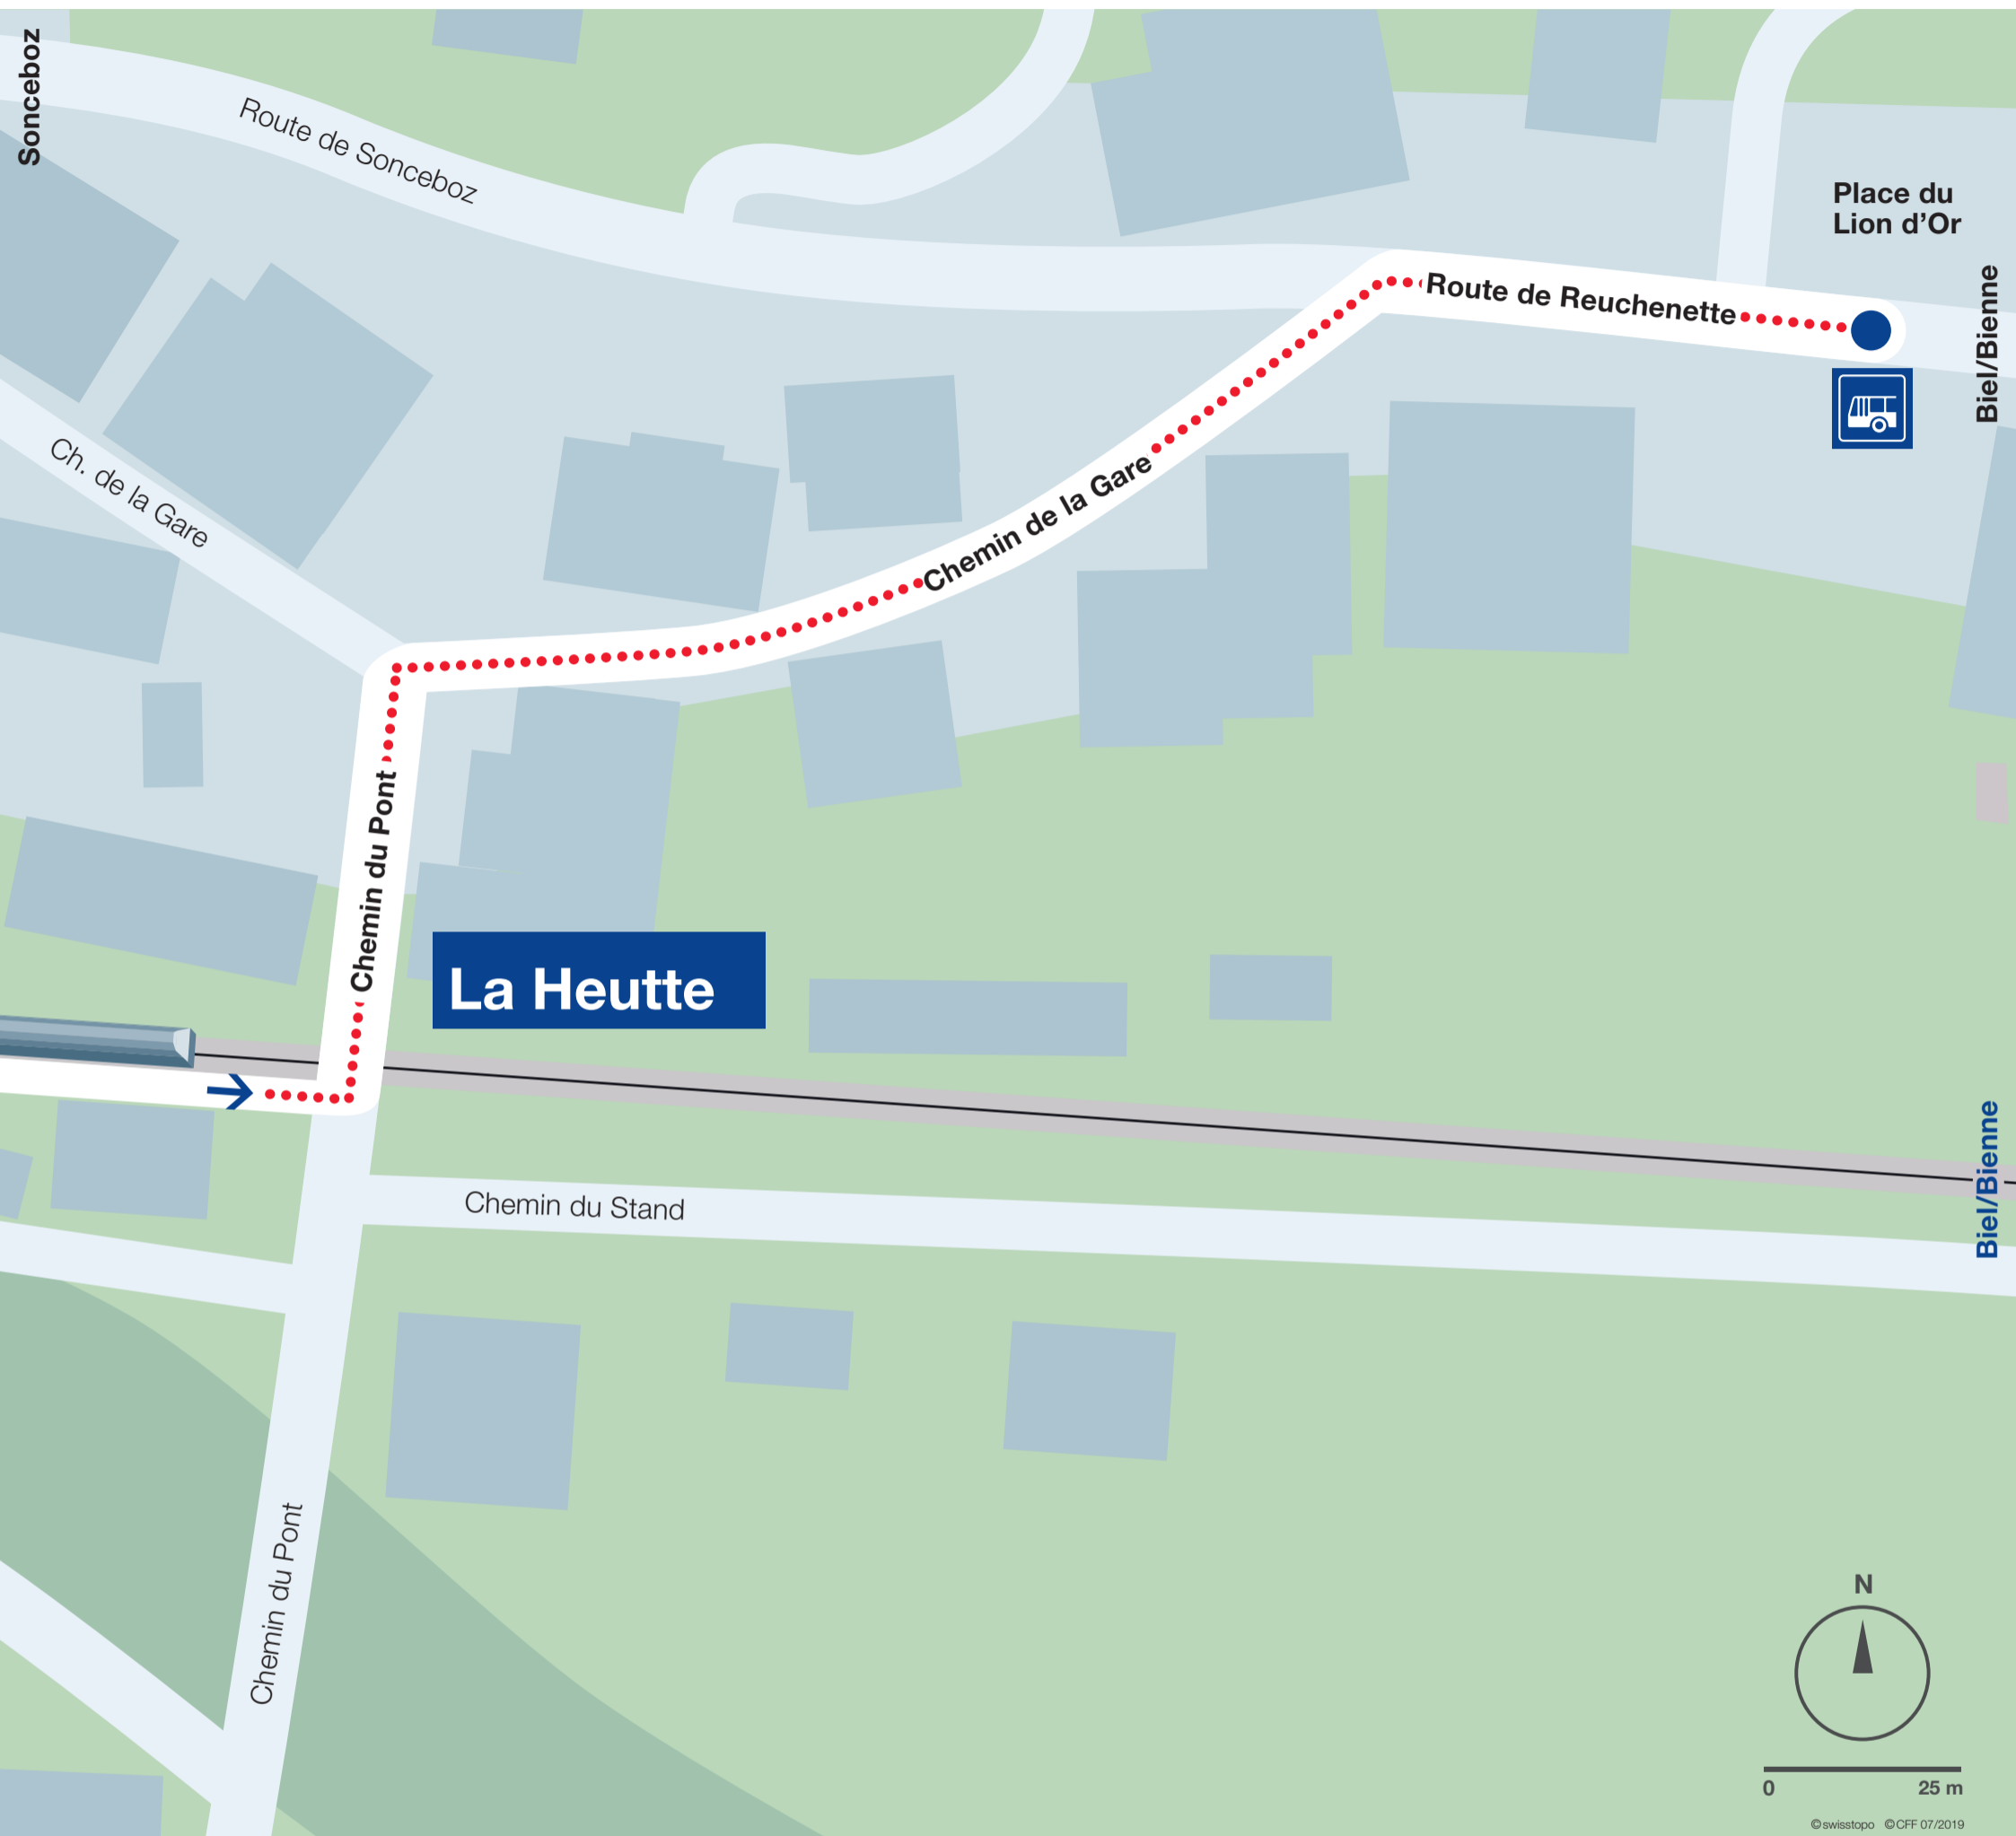 Sonceboz
Route de Sonceboz
Place du
Lion d’Or
Route de Reuchenette
Biel/Bienne
Ch. de la Gare
Chemin de la Gare
Chemin du Pont
La Heutte
Chemin du Stand
Biel/Bienne
Chemin du Pont
N
0 25 m
©swisstopo ©CFF 07/2019